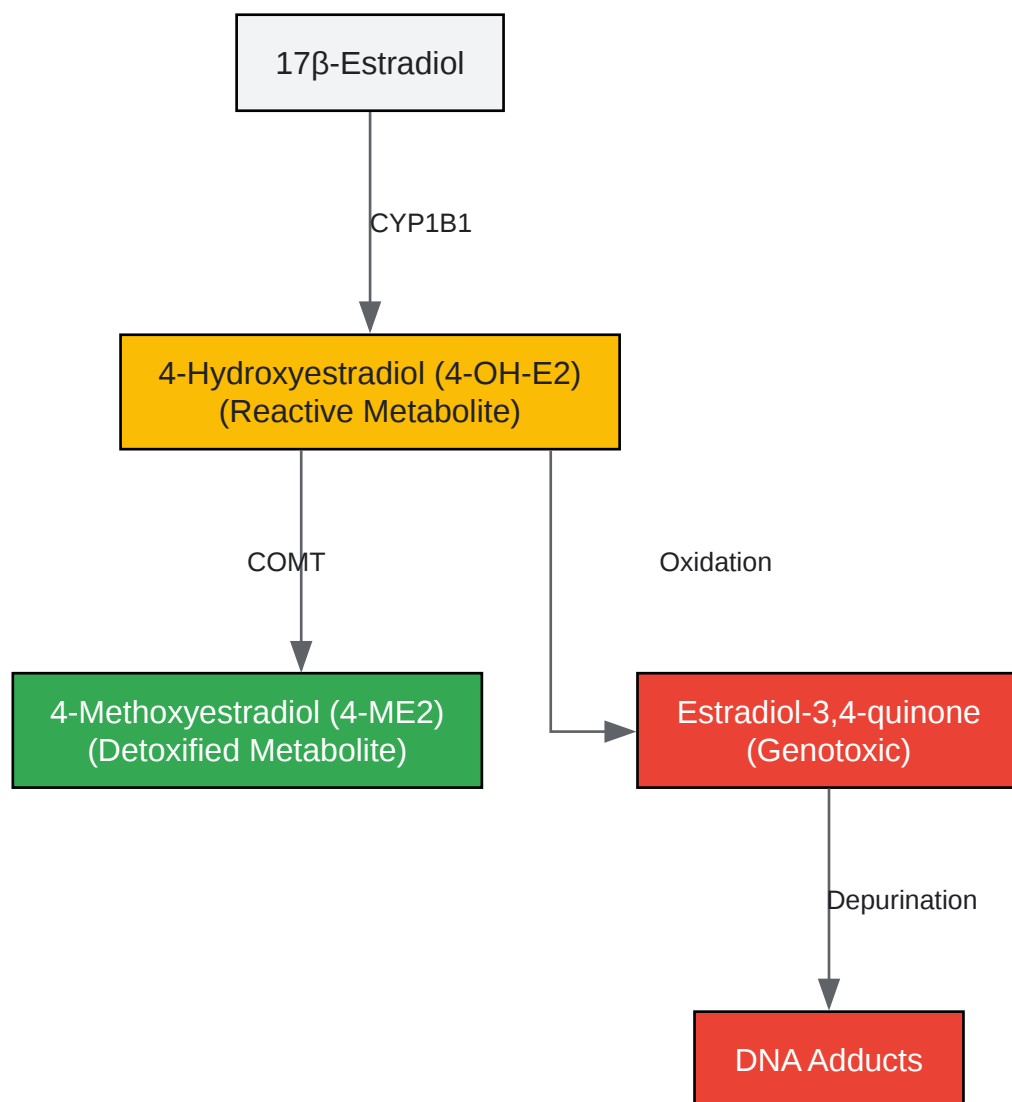 17β-Estradiol
CYP1B1
4-Hydroxyestradiol (4-OH-E2)
(Reactive Metabolite)
COMT
Oxidation
4-Methoxyestradiol (4-ME2)
(Detoxified Metabolite)
Estradiol-3,4-quinone
(Genotoxic)
Depurination
DNA Adducts